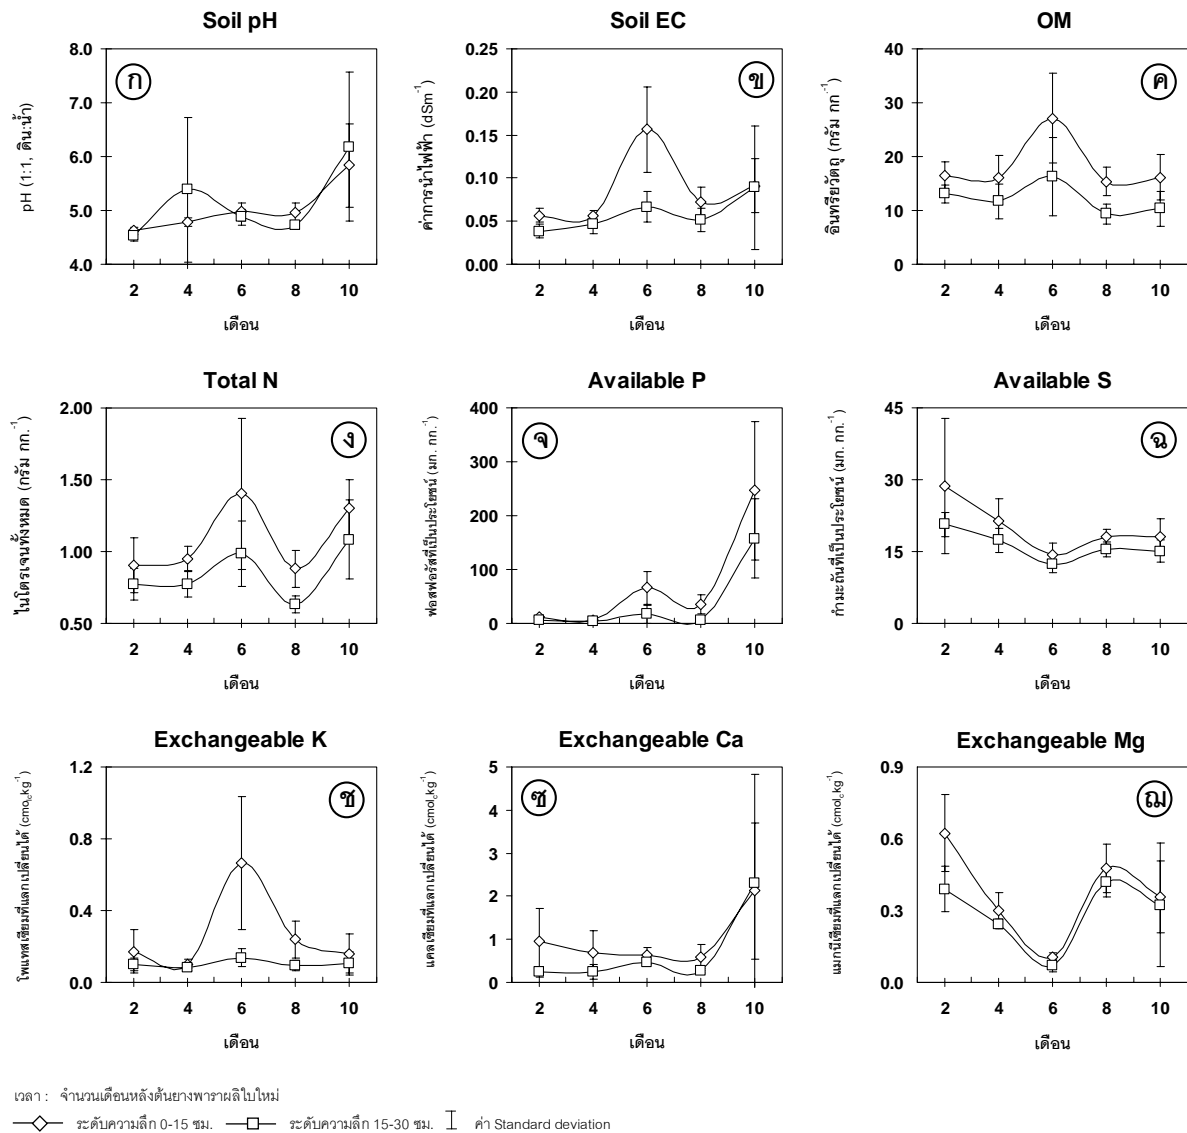 Soil pH
8.0
7.0
6.0
5.0
4.0
pH (1:1, ดิน:น้ำ)
ก
2 4 6 8 10
เดือน
Soil EC
0.25
0.20
0.15
0.10
0.05
0.00
ค่าการนำไฟฟ้า (dSm-1)
ข
2 4 6 8 10
เดือน
OM
40
30
20
10
0
อินทรียวัตถุ (กรัม กก-1)
ค
2 4 6 8 10
เดือน
Total N
2.00
1.50
1.00
0.50
ไนโตรเจนทั้งหมด (กรัม กก.-1)
ง
2 4 6 8 10
เดือน
Available P
400
300
200
100
0
ฟอสฟอรัสที่เป็นประโยชน์ (มก. กก.-1)
จ
2 4 6 8 10
เดือน
Available S
45
30
15
0
กำมะถันที่เป็นประโยชน์ (มก. กก.-1)
ฉ
2 4 6 8 10
เดือน
Exchangeable K
1.2
0.8
0.4
0.0
โพแทสเซียมที่แลกเปลี่ยนได้ (cmolckg-1)
ช
2 4 6 8 10
Exchangeable Ca
5
4
3
2
1
0
แคลเซียมที่แลกเปลี่ยนได้ (cmolckg-1)
ซ
2 4 6 8 10
Exchangeable Mg
0.9
0.6
0.3
0.0
แมกนีเซียมที่แลกเปลี่ยนได้ (cmolckg-1)
ฌ
2 4 6 8 10
เวลา : จำนวนเดือนหลังต้นยางพาราผลิใบใหม่
ระดับความลึก 0-15 ซม. ระดับความลึก 15-30 ซม. ค่า Standard deviation